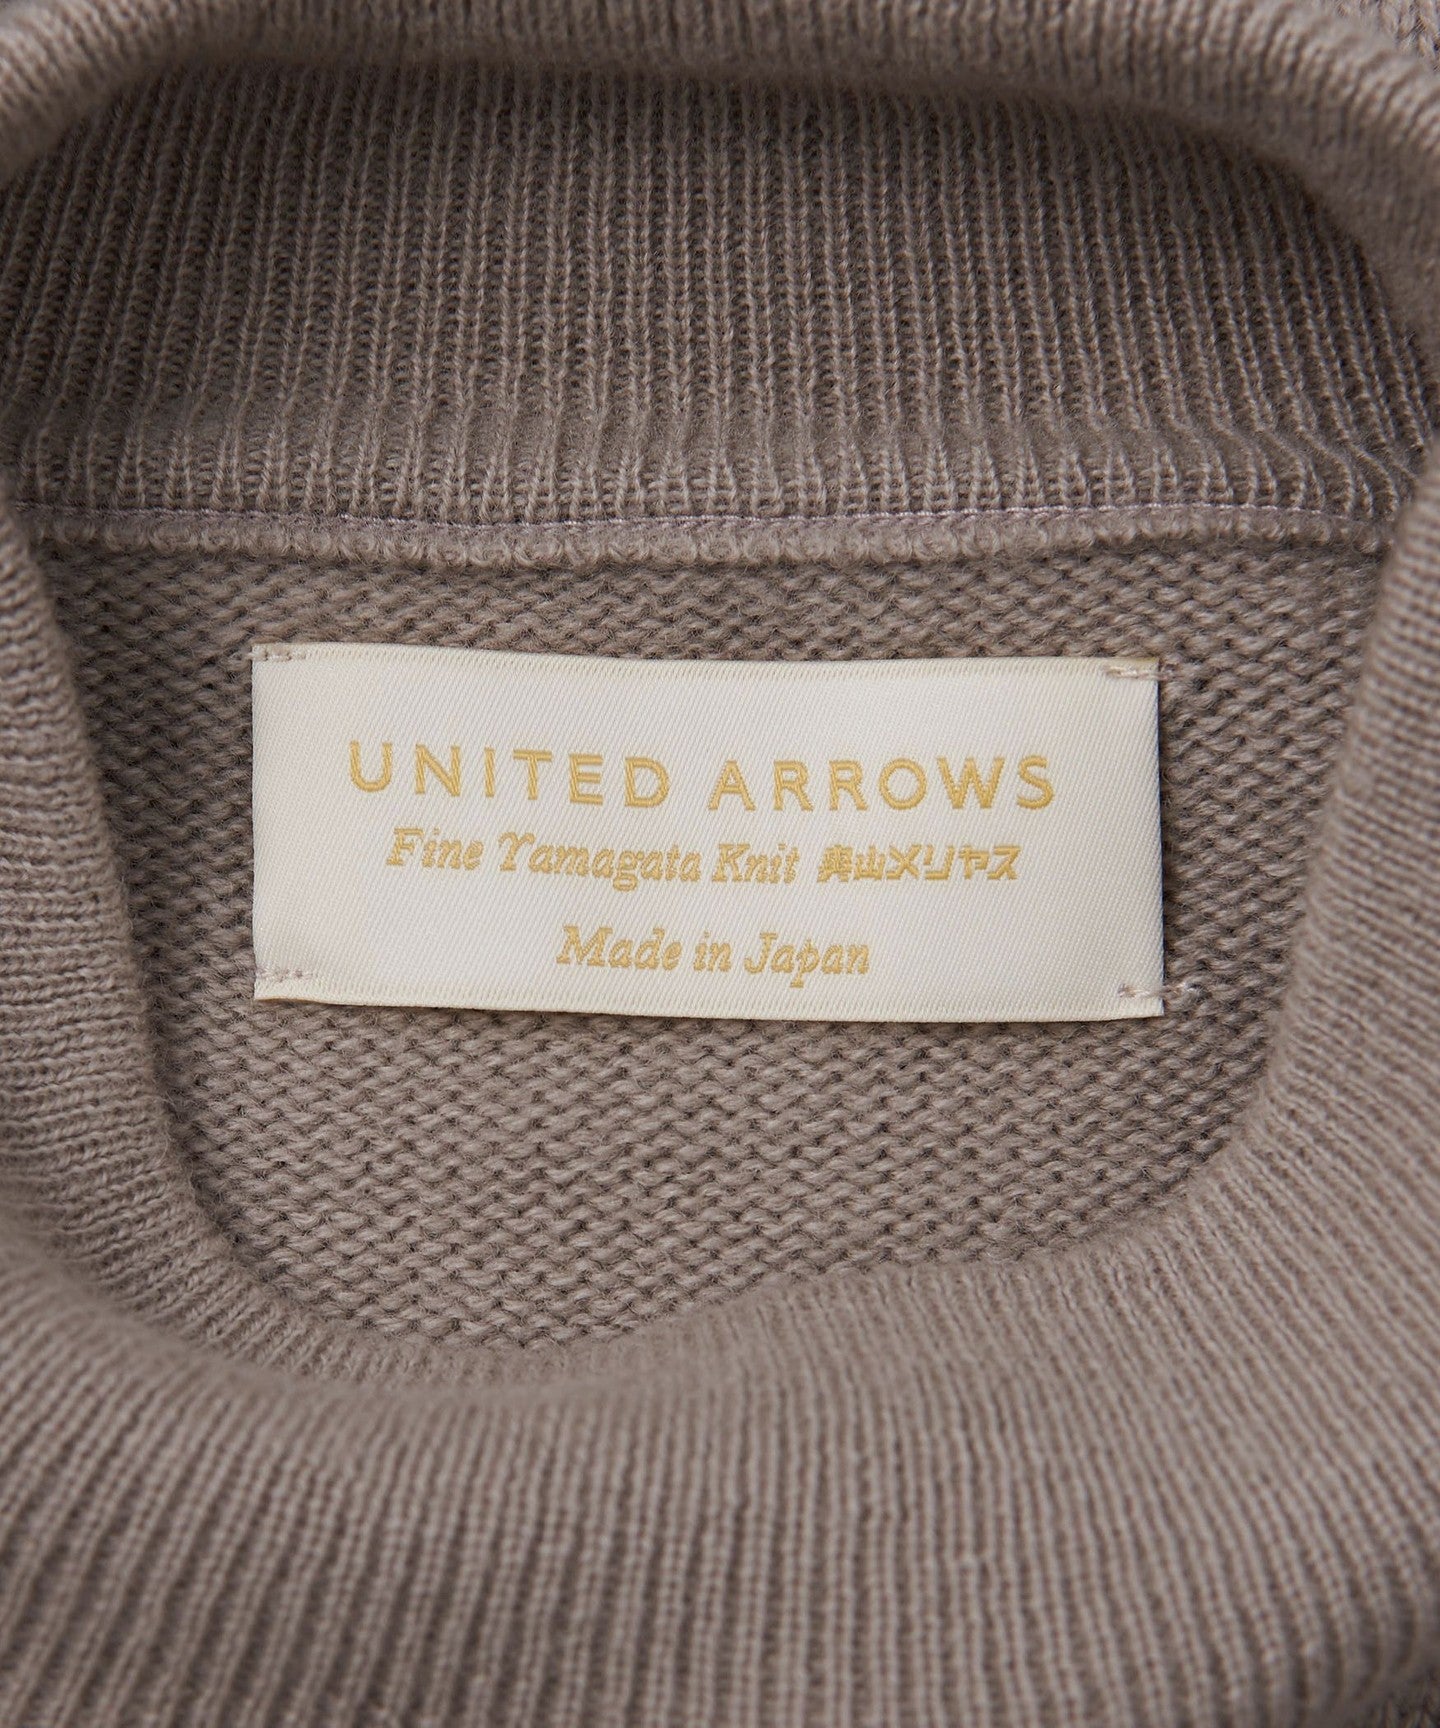 UNITED ARROWS
Fine Yamagata Knit 奥山メリヤス
Made in Japan